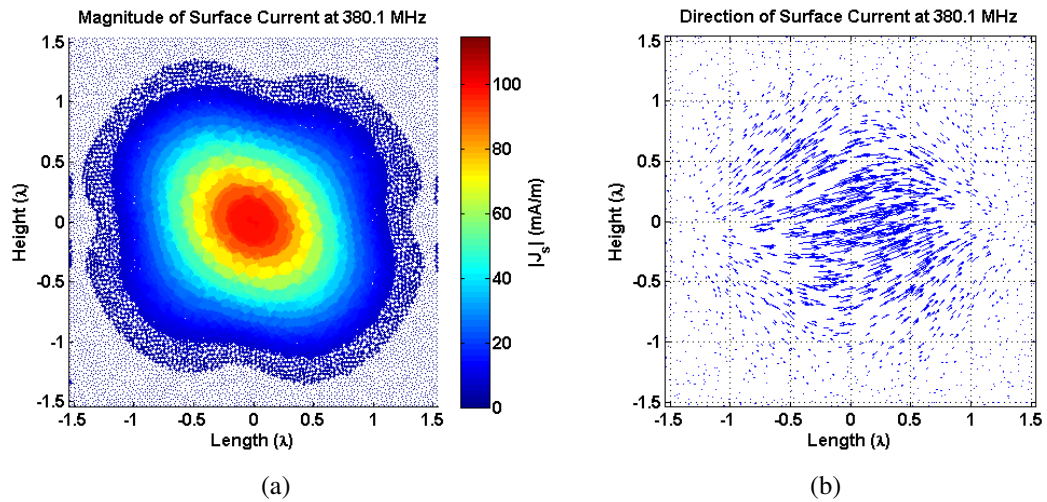 Magnitude of Surface Current at 380.1 MHz
1.5
1
0.5
0
-0.5
-1
-1.5
Height (λ)
-1.5 -1 -0.5 0 0.5 1 1.5
Length (λ)
100
80
60
40
20
0
|J_s| (mA/m)
(a)
Direction of Surface Current at 380.1 MHz
1.5
1
0.5
0
-0.5
-1
-1.5
Height (λ)
-1.5 -1 -0.5 0 0.5 1 1.5
Length (λ)
(b)